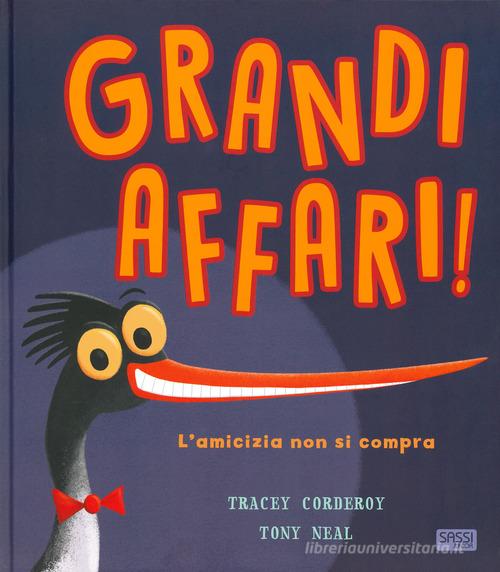 GRANDI
AFFARI!
L'amicizia non si compra
TRACEY CORDEROY
TONY NEAL
SASSI
libreriauniversitaria.it